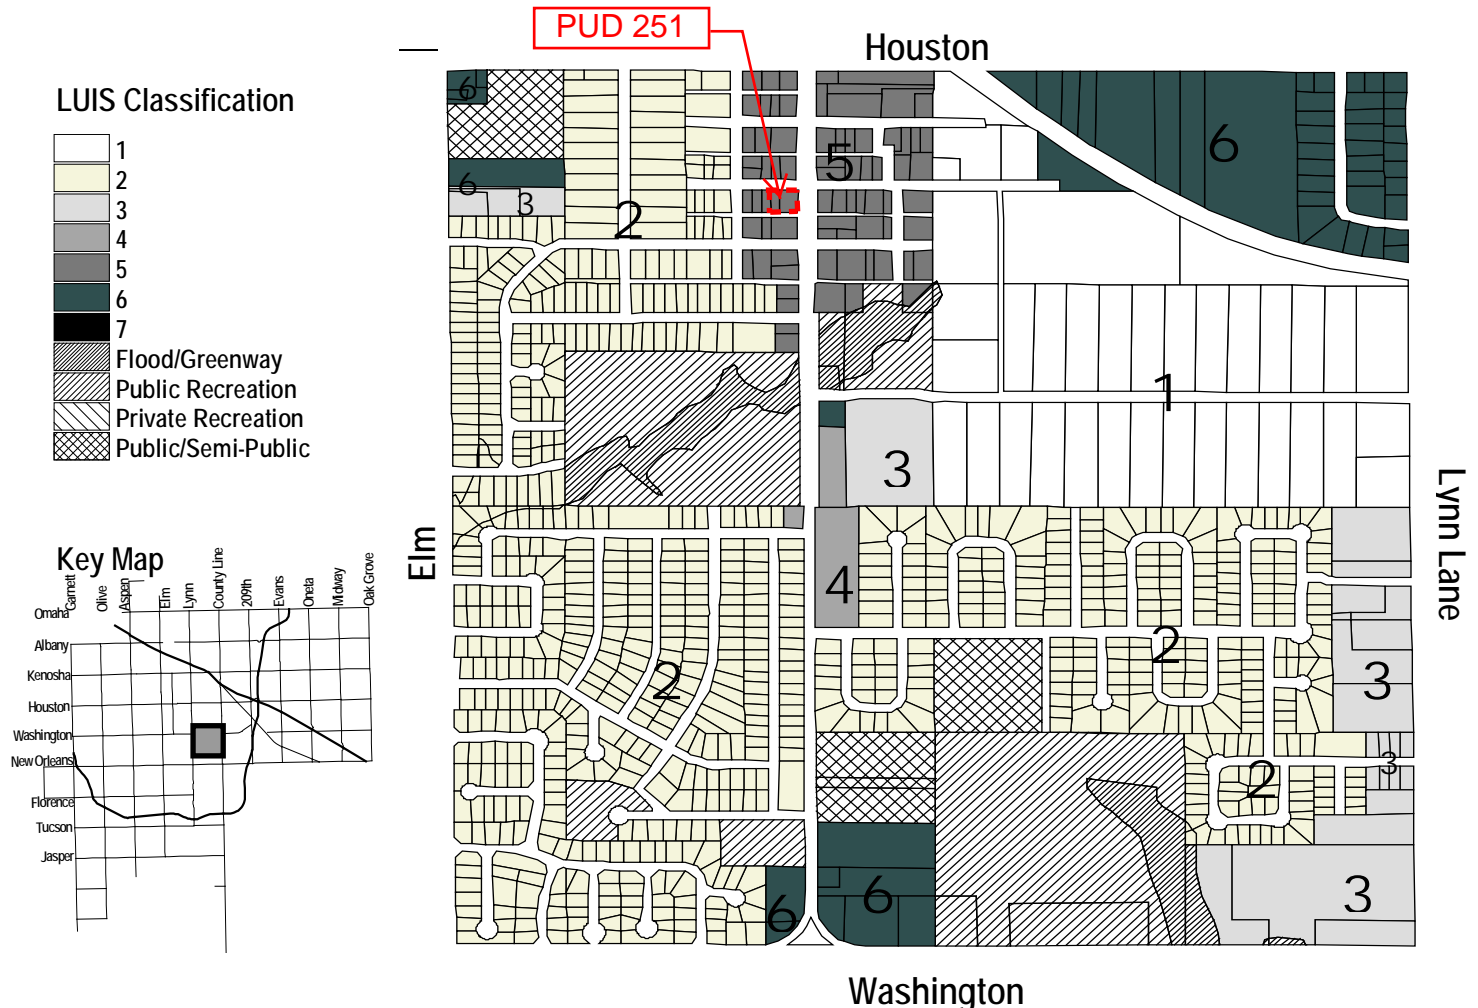 PUD 251
Houston
LUIS Classification
1
2
3
4
5
6
7
Flood/Greenway
Public Recreation
Private Recreation
Public/Semi-Public
6
6
3
2
5
6
1
3
4
2
2
3
3
2
3
6
6
Elm
Lynn Lane
Washington
Key Map
Garnett
Olive
Aspen
Elm
Lynn
County Line
209th
Evans
Oneta
Midway
Oak Grove
Omaha
Albany
Kenosha
Houston
Washington
New Orleans
Florence
Tucson
Jasper